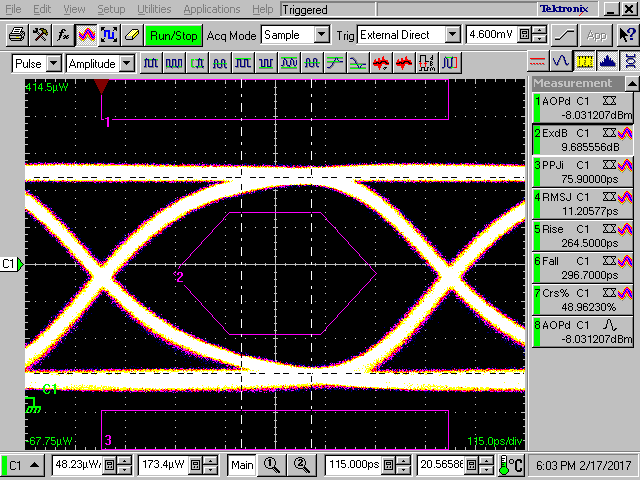 File Edit View Setup Utilities Applications Help Triggered Tektronix
Run/Stop Acq Mode Sample Trig External Direct 4.600mV App
Pulse Amplitude
414.5µW
1
2
C1
C1
3
-67.75µW
115.0ps/div
Measurement
1 AOPd C1
-8.031207dBm
2 ExdB C1
9.685556dB
3 PPJi C1
75.90000ps
4 RMSJ C1
11.20577ps
5 Rise C1
264.5000ps
6 Fall C1
296.7000ps
7 Crs% C1
48.96230%
8 AOPd C1
-8.031207dBm
C1 48.23µW 173.4µW Main 1 2 115.000ps 20.56586 °C 6:03 PM 2/17/2017